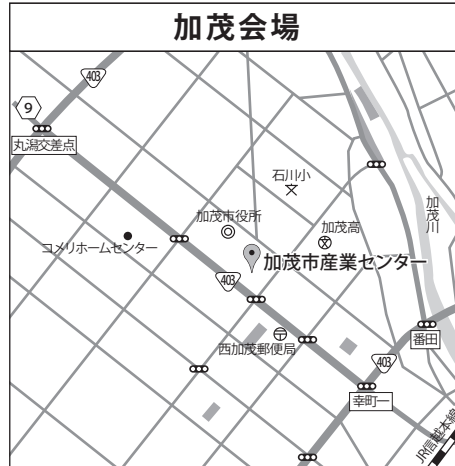 加茂会場
403
9
丸潟交差点
石川小
加茂川
加茂市役所
加茂高
コメリホームセンター
加茂市産業センター
403
西加茂郵便局
番田
403
幸町一
JR信越本線